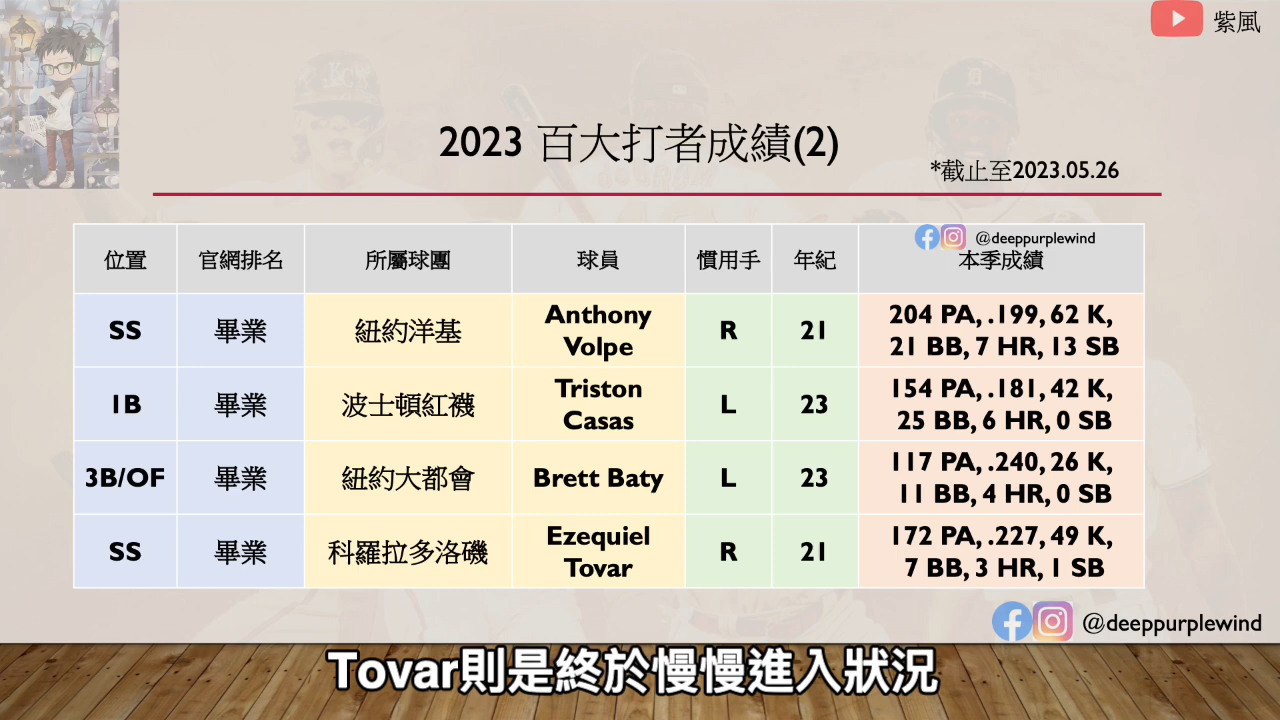 紫風
2023 百大打者成績(2)
*截止至2023.05.26
@deeppurplewind
位置 官網排名 所屬球團 球員 慣用手 年紀 本季成績
SS 畢業 紐約洋基 Anthony Volpe R 21 204 PA, .199, 62 K, 21 BB, 7 HR, 13 SB
1B 畢業 波士頓紅襪 Triston Casas L 23 154 PA, .181, 42 K, 25 BB, 6 HR, 0 SB
3B/OF 畢業 紐約大都會 Brett Baty L 23 117 PA, .240, 26 K, 11 BB, 4 HR, 0 SB
SS 畢業 科羅拉多洛磯 Ezequiel Tovar R 21 172 PA, .227, 49 K, 7 BB, 3 HR, 1 SB
@deeppurplewind
Tovar則是終於慢慢進入狀況